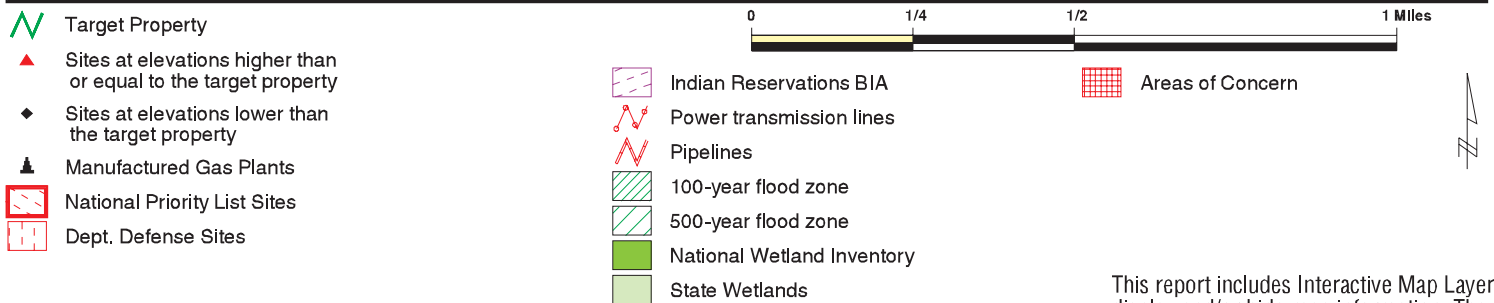 0 1/4 1/2 1 Miles
Target Property
Sites at elevations higher than
or equal to the target property
Sites at elevations lower than
the target property
Manufactured Gas Plants
National Priority List Sites
Dept. Defense Sites
Indian Reservations BIA
Power transmission lines
Pipelines
100-year flood zone
500-year flood zone
National Wetland Inventory
State Wetlands
Areas of Concern
N
This report includes Interactive Map Layer